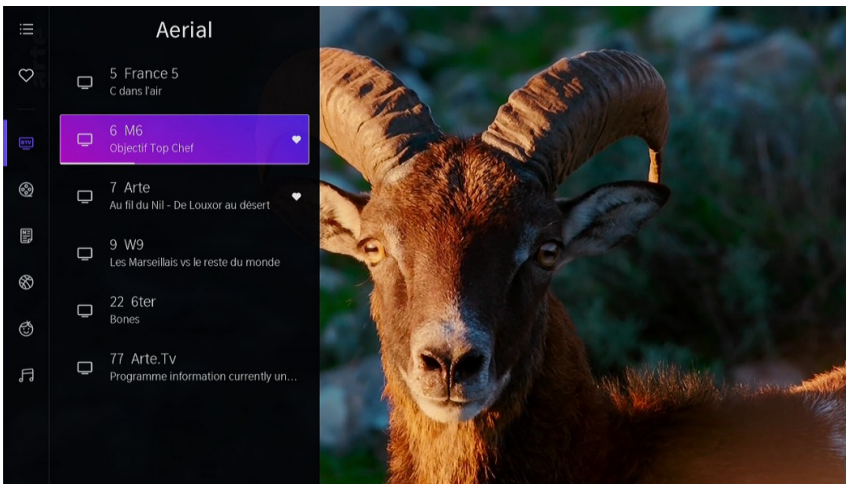 Aerial
5 France 5
C dans l'air
6 M6
Objectif Top Chef
7 Arte
Au fil du Nil - De Louxor au désert
9 W9
Les Marseillais vs le reste du monde
22 6ter
Bones
77 Arte.Tv
Programme information currently un...